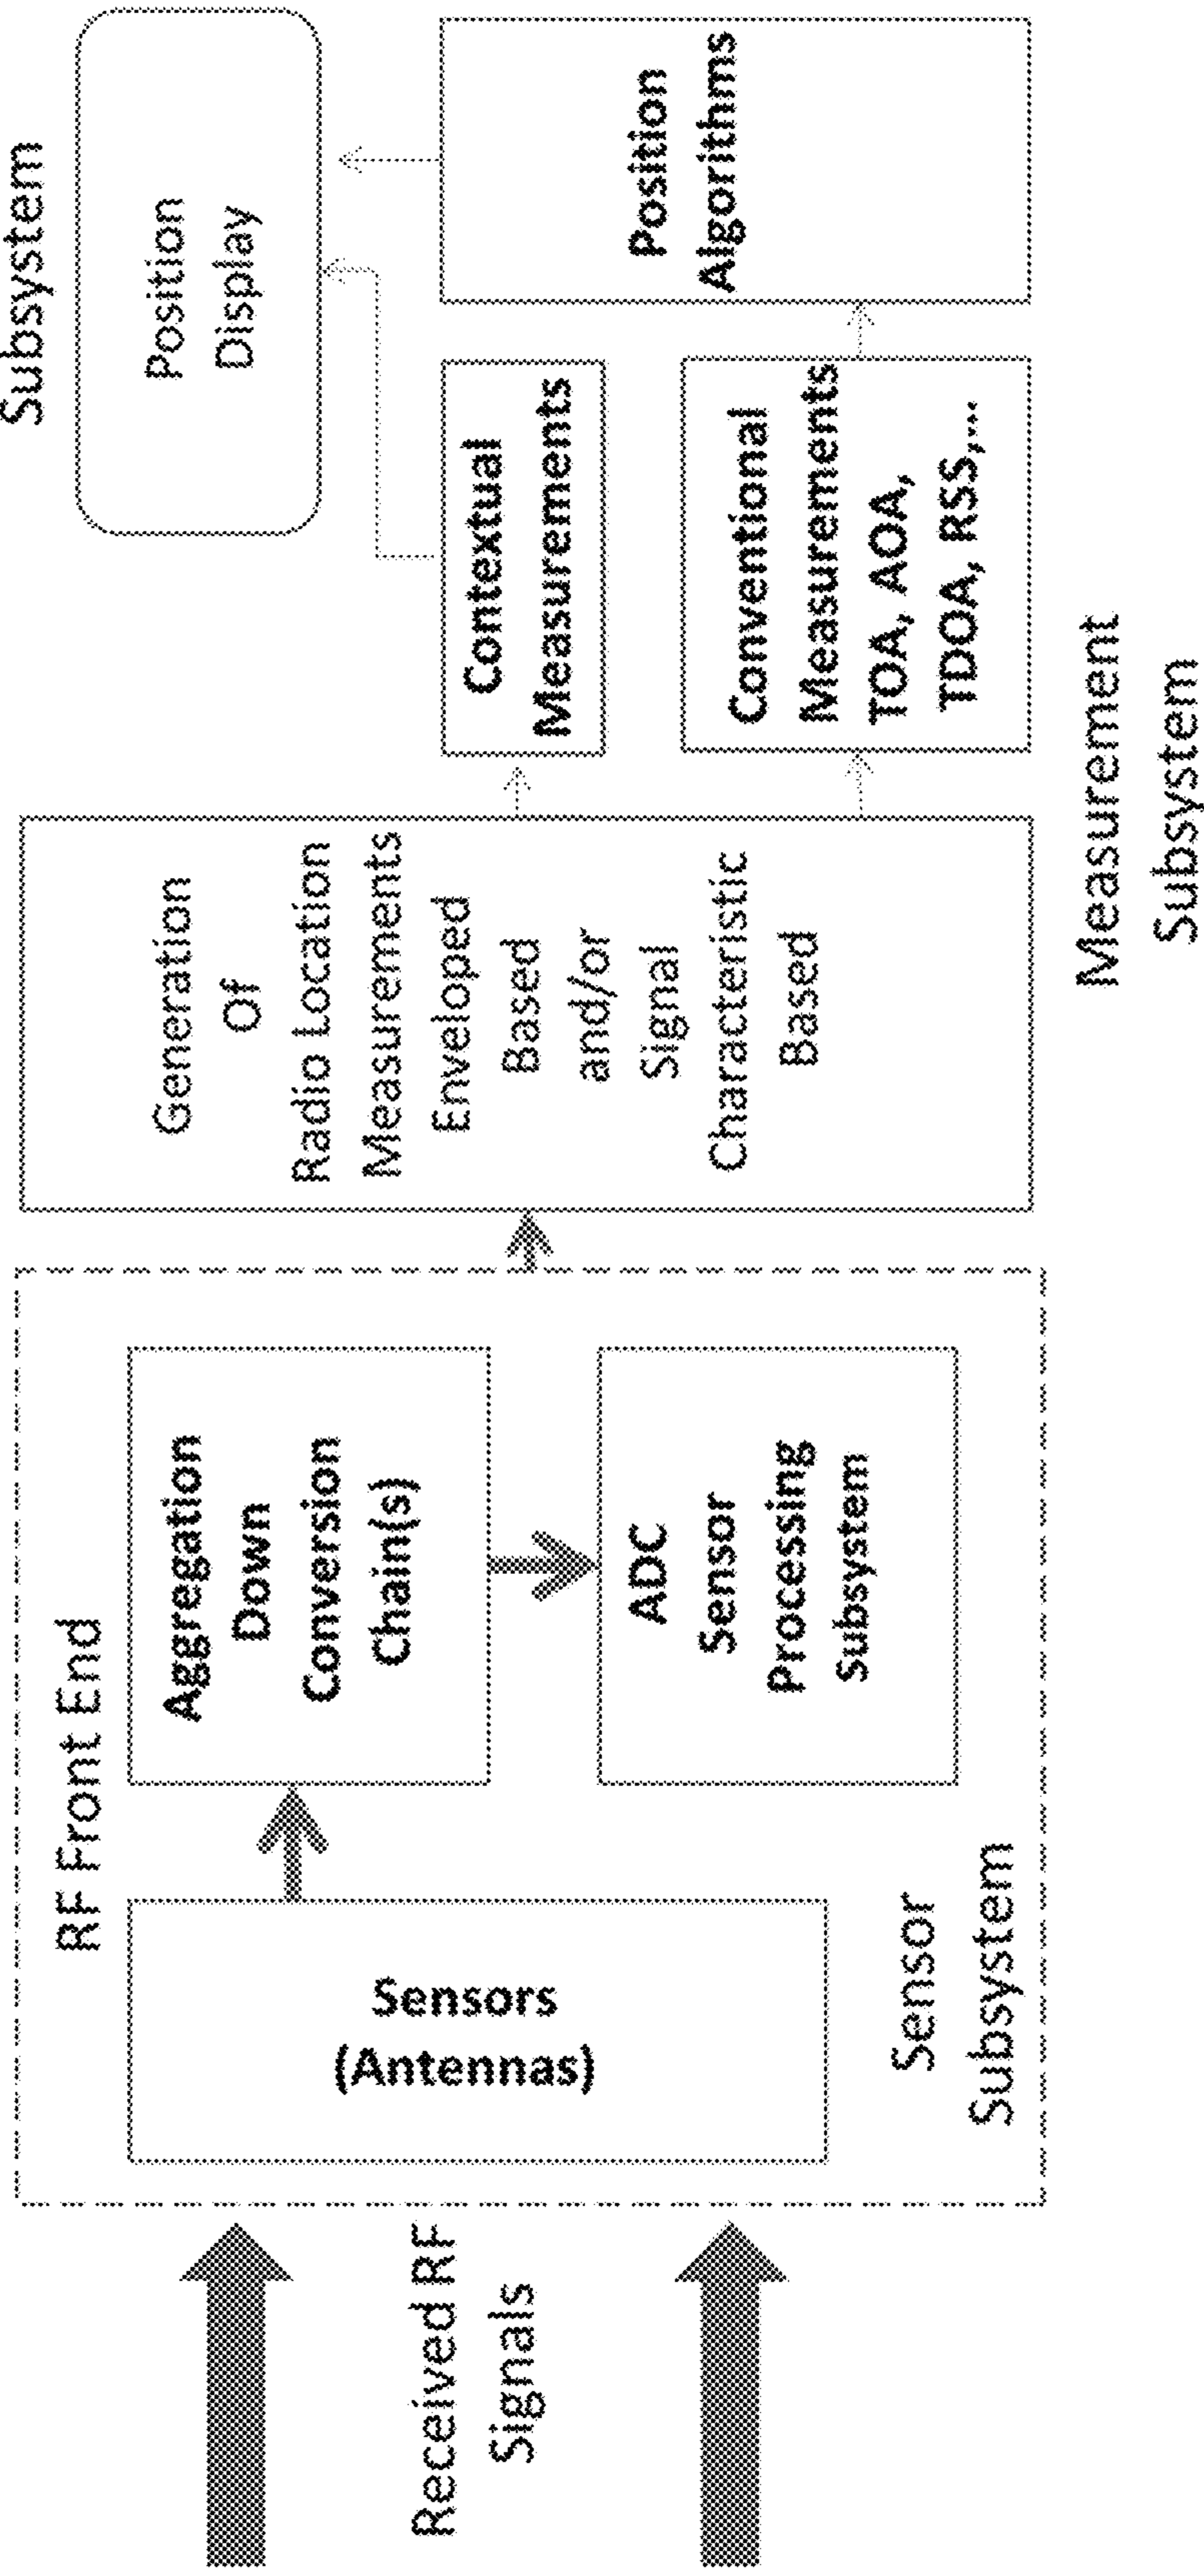 Received RF
Signals
RF Front End
Sensors
(Antennas)
Aggregation
Down
Conversion
Chain(s)
ADC
Sensor
Processing
Subsystem
Sensor
Subsystem
Generation
Of
Radio Location
Measurements
Enveloped
Based
and/or
Signal
Characteristic
Based
Contextual
Measurements
Conventional
Measurements
TOA, AOA,
TDOA, RSS,...
Measurement
Subsystem
Position
Algorithms
Subsystem
Position
Display